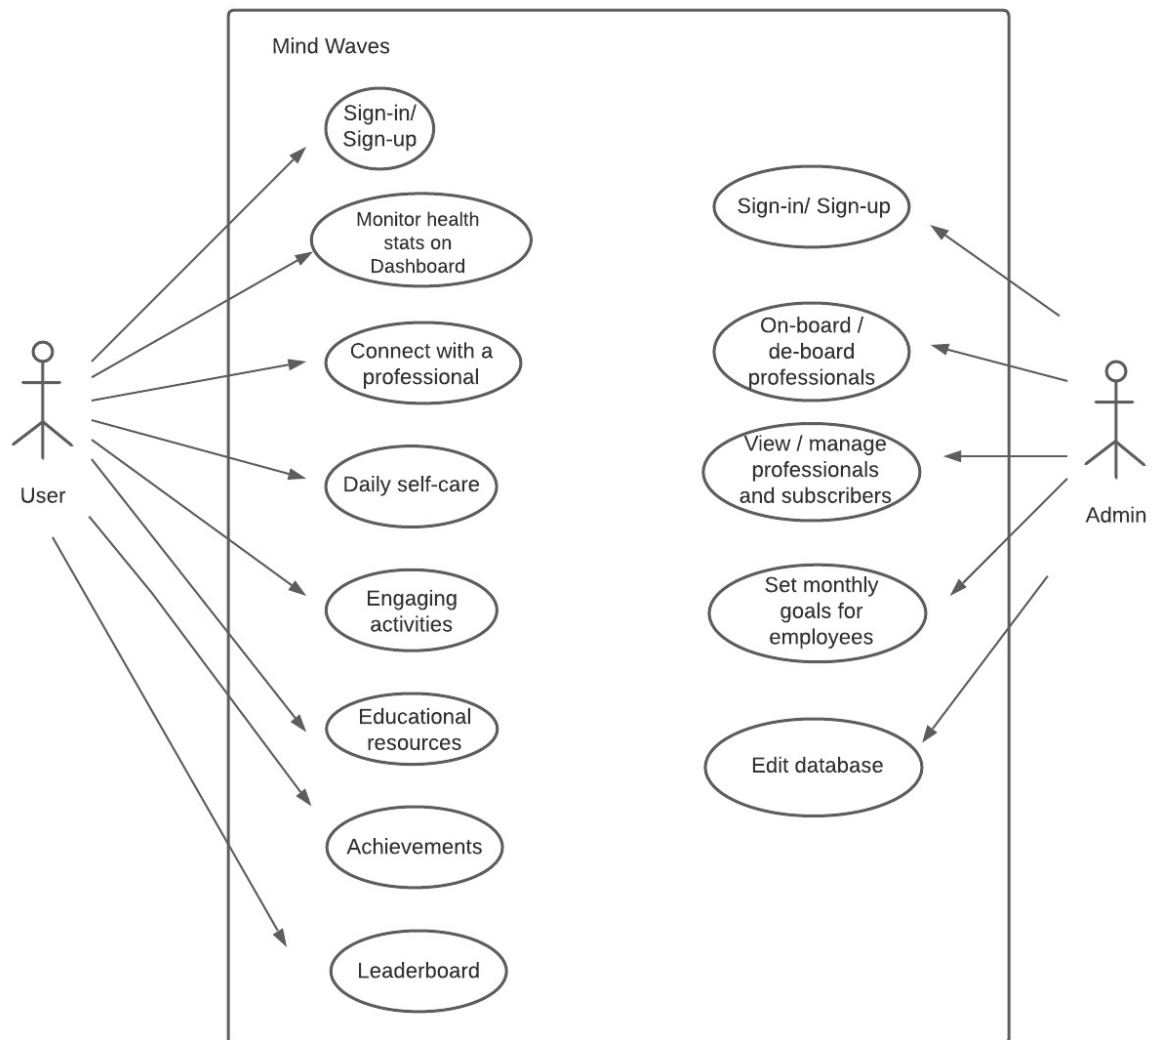 Mind Waves
Sign-in/
Sign-up
Monitor health
stats on
Dashboard
Connect with a
professional
Daily self-care
Engaging
activities
Educational
resources
Achievements
Leaderboard
User
Sign-in/ Sign-up
On-board /
de-board
professionals
View / manage
professionals
and subscribers
Set monthly
goals for
employees
Edit database
Admin